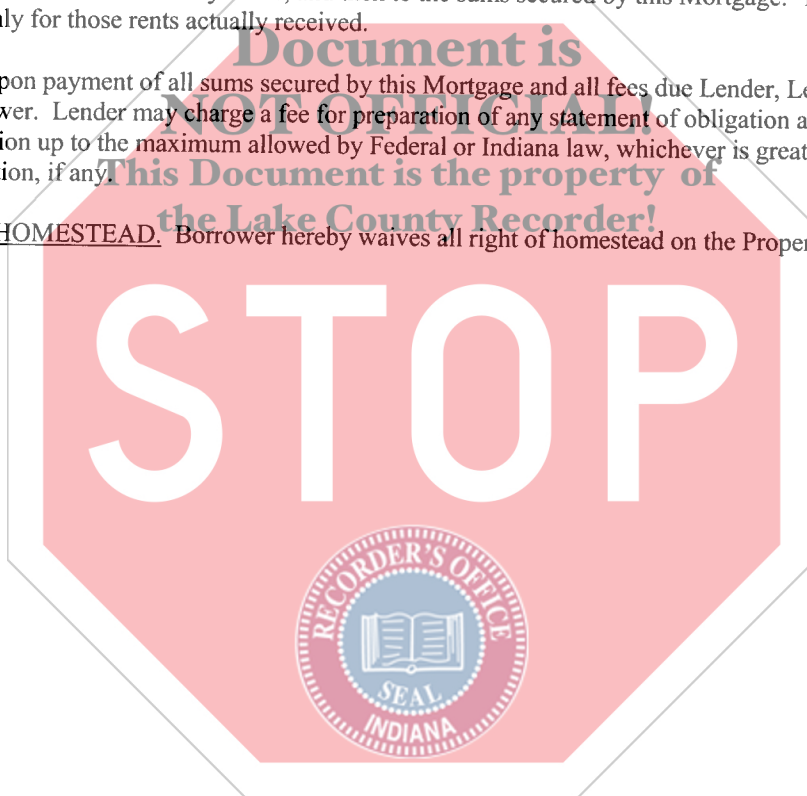 ly for those rents actually received.
Document is
pon payment of all sums secured by this Mortgage and all fees due Lender, Le
wer. Lender may charge a fee for preparation of any statement of obligation a
NOT OFFICIAL!
ion up to the maximum allowed by Federal or Indiana law, whichever is great
tion, if any.
This Document is the property of
the Lake County Recorder!
HOMESTEAD. Borrower hereby waives all right of homestead on the Proper
STOP
RECORDER'S OFFICE
SEAL
INDIANA